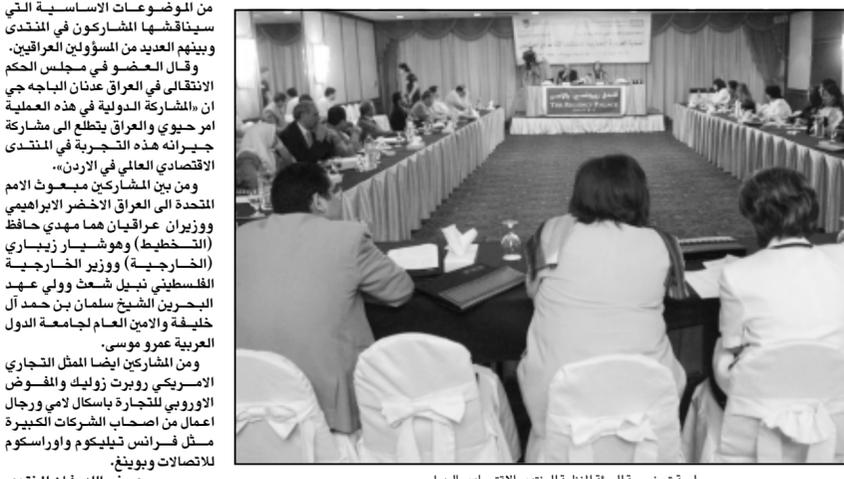 من الموضوعات الاساسية التي
سيناقشها المشاركون في المنتدى
وبينهم العديد من المسؤولين العراقيين.
وقال العضو في مجلس الحكم
الانتقالى في العراق عدنان الباجه جي
ان «المشاركة الدولية في هذه العملية
امر حيوي والعراق يتطلع الى مشاركة
جيرانه هذه التجربة في المنتدى
الاقتصادي العالمي في الاردن».
ومن بين المشاركين مبعوث الامم
المتحدة الى العراق الاخضر الابراهيمي
ووزيران عراقيان هما مهدي حافظ
(التخطيط) وهوشيار زيباري
(الخارجية) ووزير الخارجية
الفلسطيني نبيل شعث وولي عهد
البحرين الشيخ سلمان بن حمد آل
خليفة والامين العام لجامعة الدول
العربية عمرو موسى.
ومن المشاركين ايضا الممثل التجاري
الامريكي روبرت زوليك والمفوض
الاوروبي للتجارة باسكال لامي ورجال
اعمال من اصحاب الشركات الكبيرة
مثل فرانس تيليكوم واوراسكوم
للاتصالات وبوينغ.
THE REGENCY PALACE